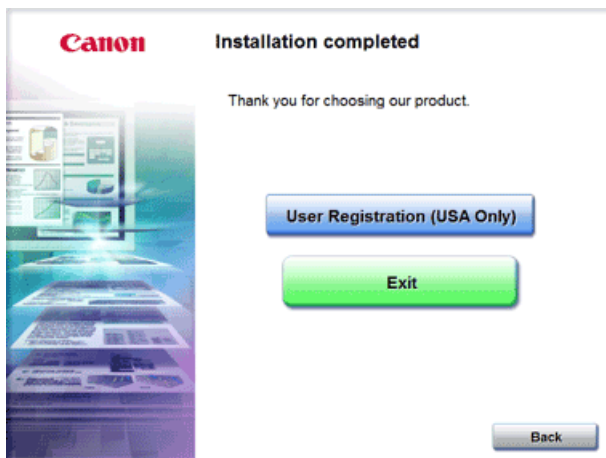 Canon
Installation completed
Thank you for choosing our product.
User Registration (USA Only)
Exit
Back